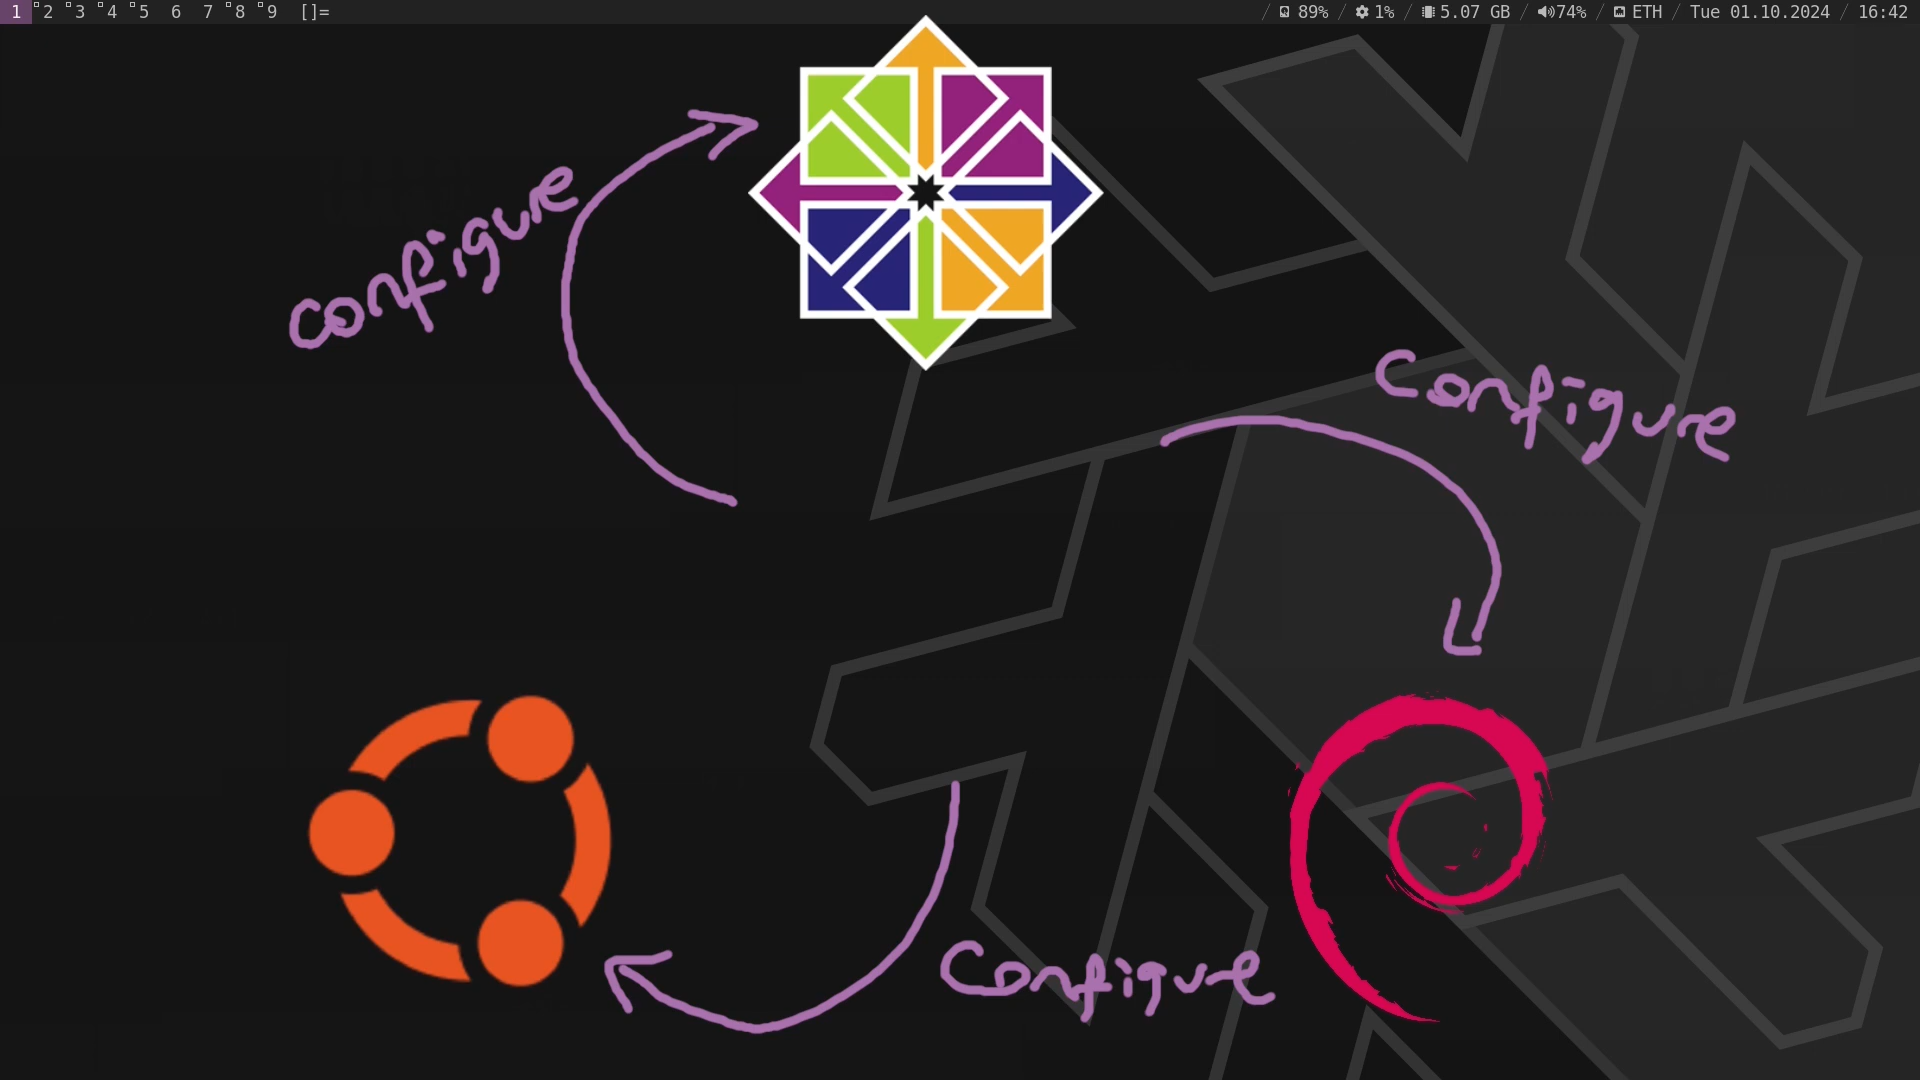 1 2 3 4 5 6 7 8 9 []= 89% 1% 5.07 GB 74% ETH Tue 01.10.2024 16:42
configure
Configure
Configure